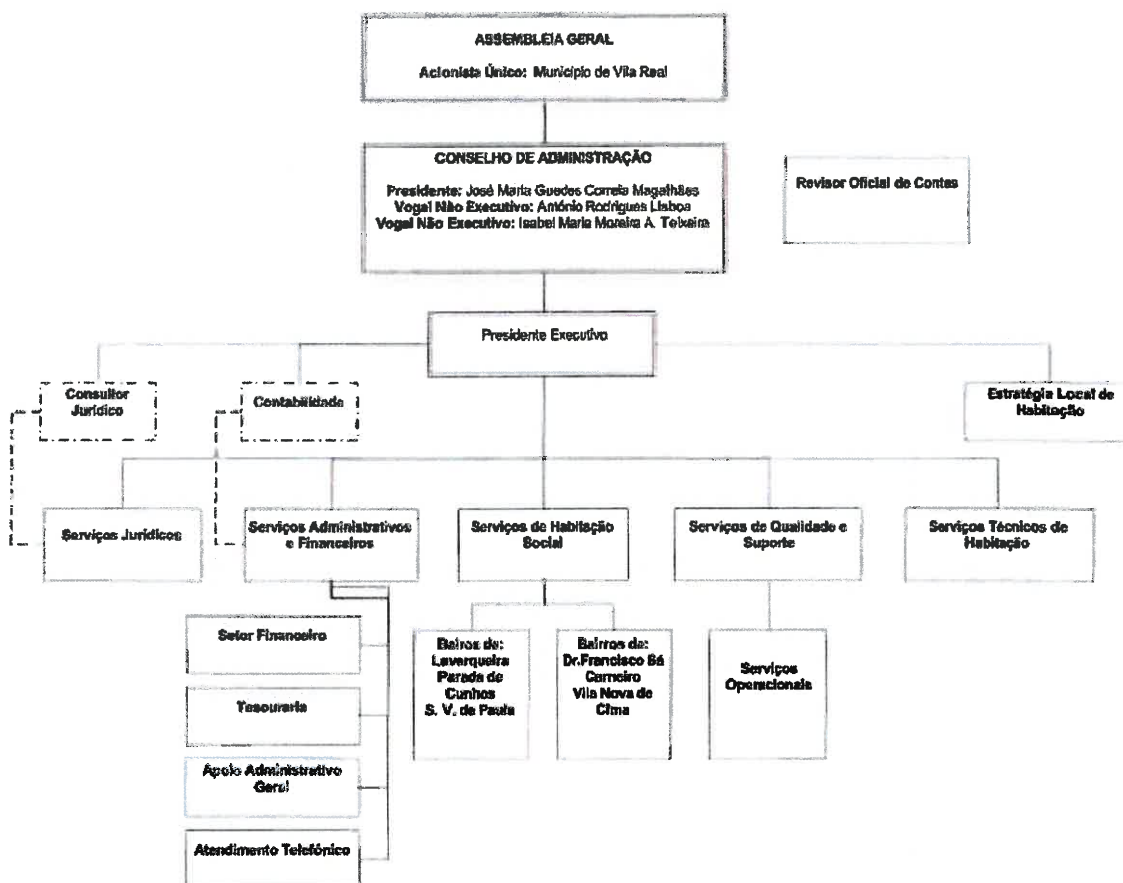 ASSEMBLEIA GERAL
Acionista Único: Município de Vila Real
CONSELHO DE ADMINISTRAÇÃO
Presidente: José Maria Guedes Correia Magalhães
Vogal Não Executivo: António Rodrigues Lisboa
Vogal Não Executivo: Isabel Maria Moreira A. Teixeira
Revisor Oficial de Contas
Presidente Executivo
Consultor
Jurídico
Contabilidade
Estratégia Local de
Habitação
Serviços Jurídicos
Serviços Administrativos
e Financeiros
Serviços de Habitação
Social
Serviços de Qualidade e
Suporte
Serviços Técnicos de
Habitação
Setor Financeiro
Tesouraria
Apoio Administrativo
Geral
Atendimento Telefónico
Bairos de:
Laverqueira
Parada de
Cunhos
S. V. de Paula
Bairros de:
Dr.Francisco Sá
Carneiro
Vila Nova de
Cima
Serviços
Operacionais